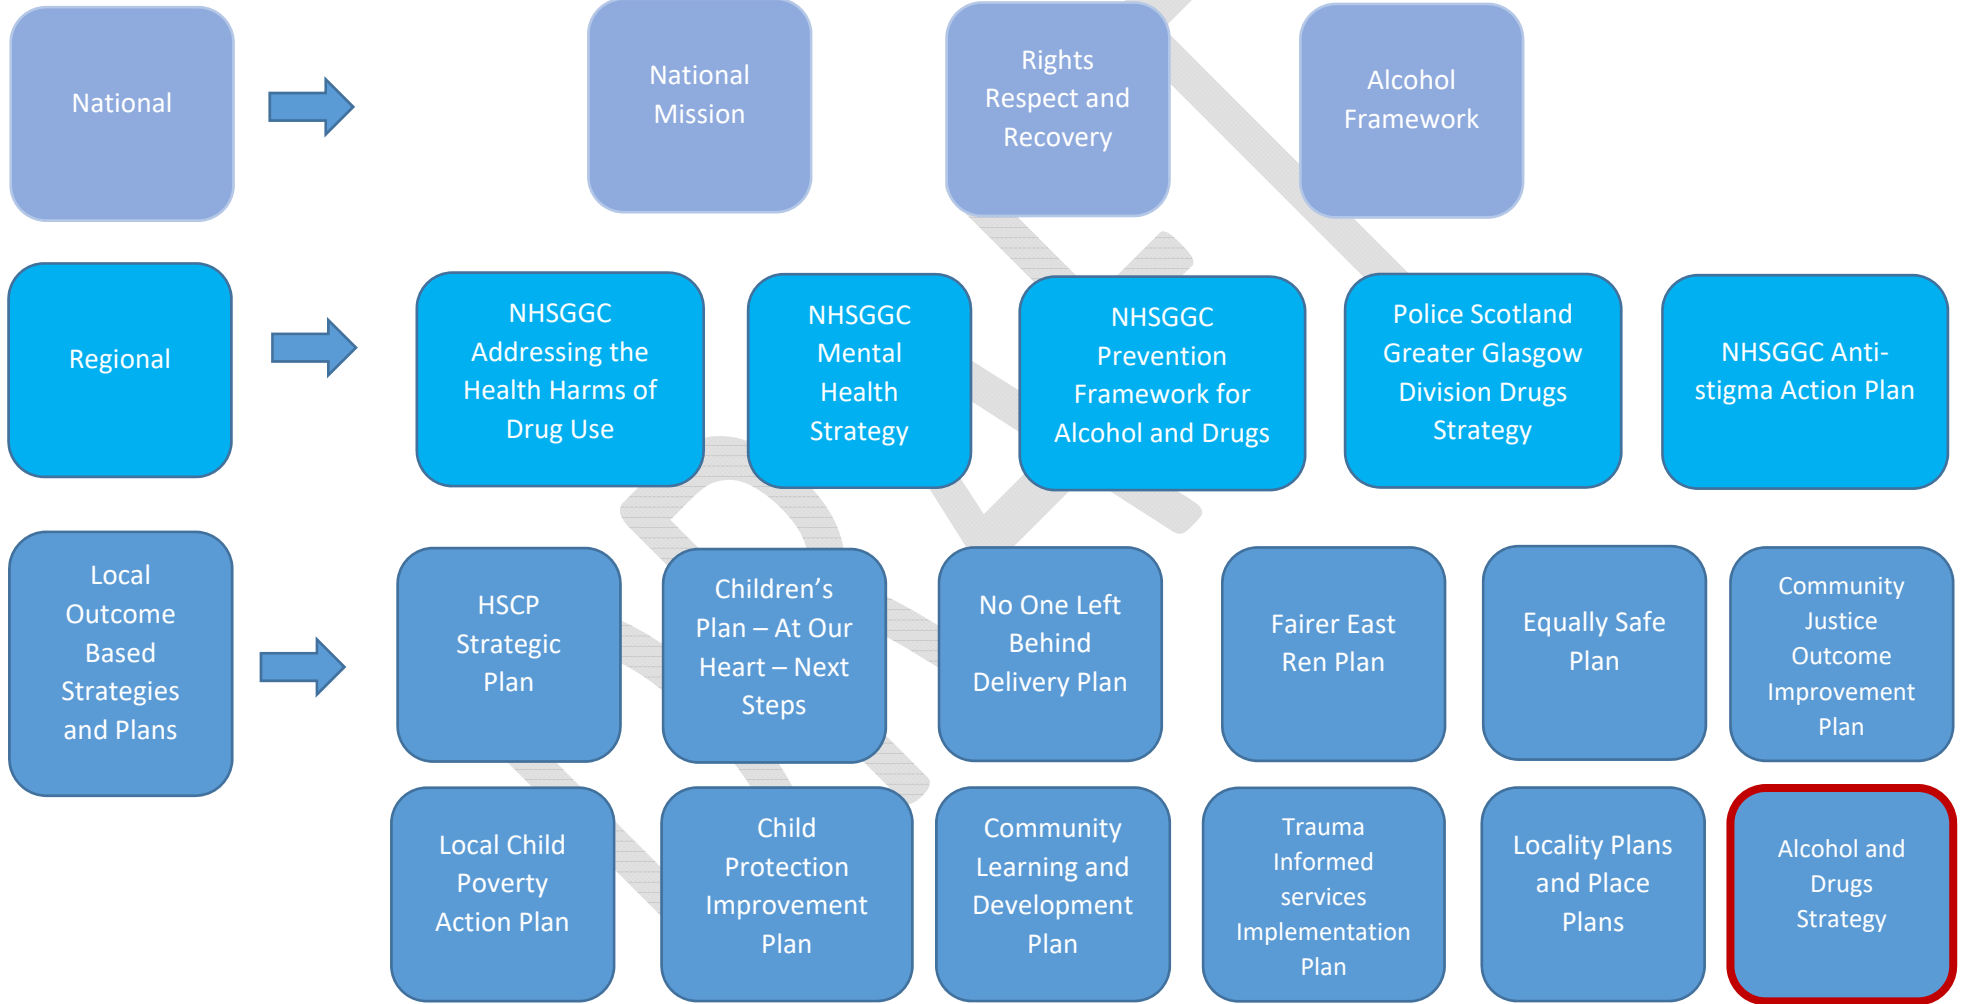 National
National
Mission
Rights
Respect and
Recovery
Alcohol
Framework
Regional
NHSGGC
Addressing the
Health Harms of
Drug Use
NHSGGC
Mental
Health
Strategy
NHSGGC
Prevention
Framework for
Alcohol and Drugs
Police Scotland
Greater Glasgow
Division Drugs
Strategy
NHSGGC Anti-
stigma Action Plan
Local
Outcome
Based
Strategies
and Plans
HSCP
Strategic
Plan
Children’s
Plan – At Our
Heart – Next
Steps
No One Left
Behind
Delivery Plan
Fairer East
Ren Plan
Equally Safe
Plan
Community
Justice
Outcome
Improvement
Plan
Local Child
Poverty
Action Plan
Child
Protection
Improvement
Plan
Community
Learning and
Development
Plan
Trauma
Informed
services
Implementation
Plan
Locality Plans
and Place
Plans
Alcohol and
Drugs
Strategy
DRAFT